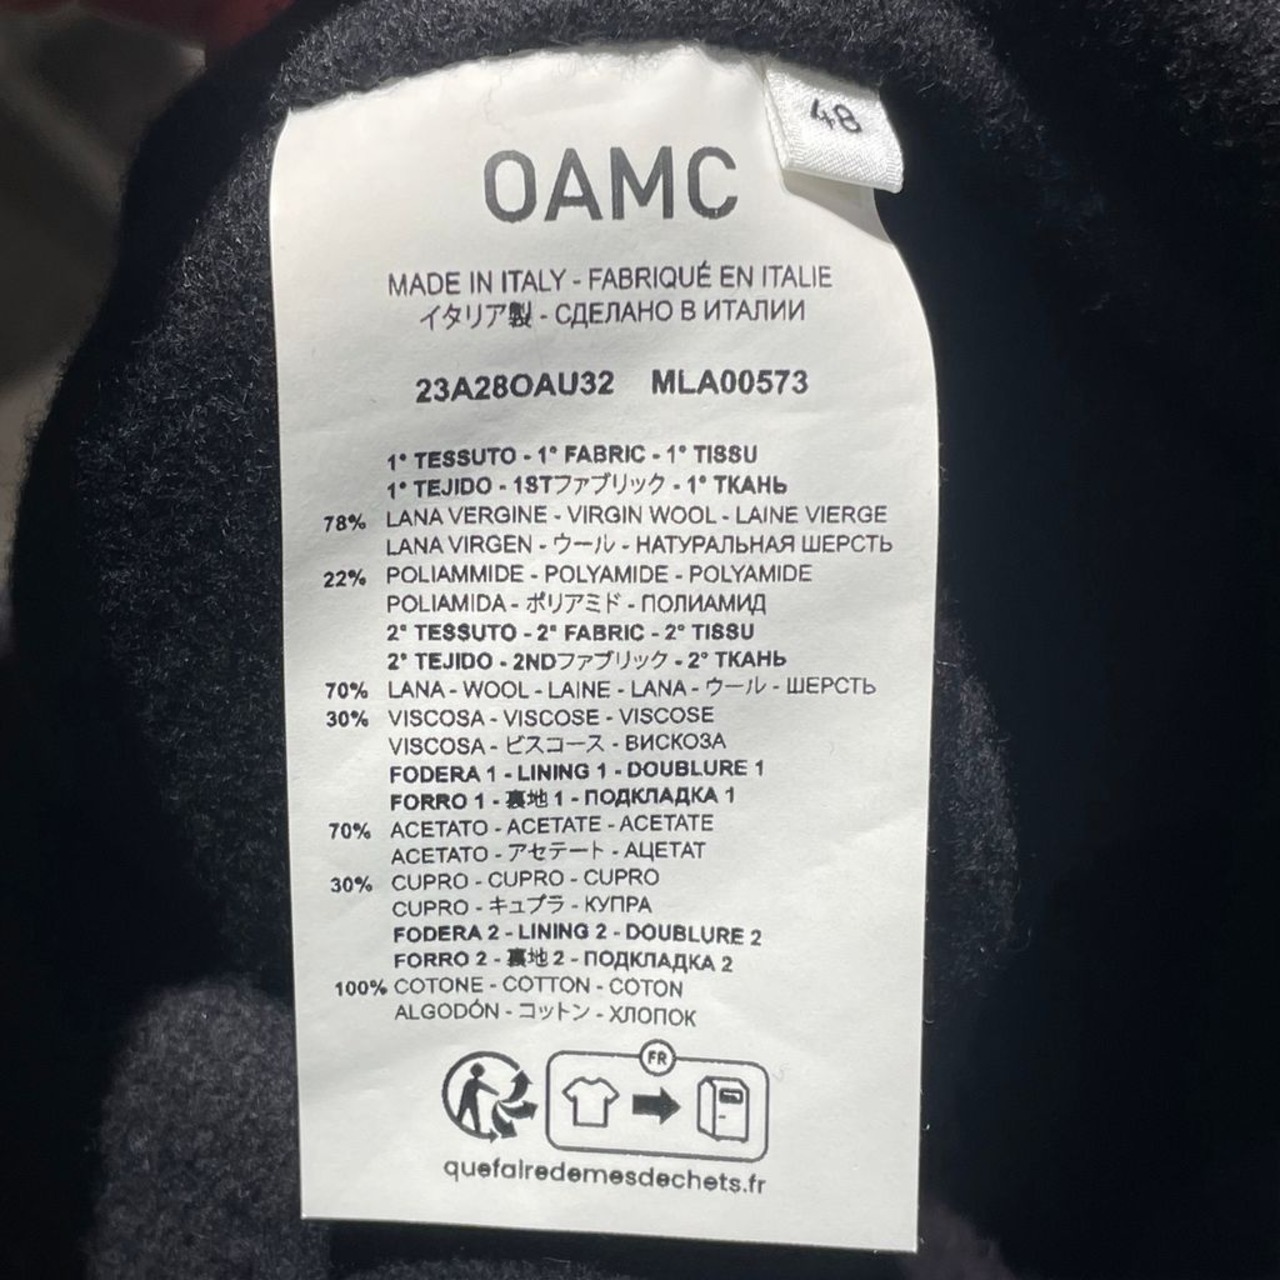 48
OAMC
MADE IN ITALY - FABRIQUÉ EN ITALIE
イタリア製 - СДЕЛАНО В ИТАЛИИ
23A28OAU32 MLA00573
1° TESSUTO - 1° FABRIC - 1° TISSU
1° TEJIDO - 1STファブリック - 1° ТКАНЬ
78% LANA VERGINE - VIRGIN WOOL - LAINE VIERGE
LANA VIRGEN - ウール - НАТУРАЛЬНАЯ ШЕРСТЬ
22% POLIAMMIDE - POLYAMIDE - POLYAMIDE
POLIAMIDA - ポリアミド - ПОЛИАМИД
2° TESSUTO - 2° FABRIC - 2° TISSU
2° TEJIDO - 2NDファブリック - 2° ТКАНЬ
70% LANA - WOOL - LAINE - LANA - ウール - ШЕРСТЬ
30% VISCOSA - VISCOSE - VISCOSE
VISCOSA - ビスコース - ВИСКОЗА
FODERA 1 - LINING 1 - DOUBLURE 1
FORRO 1 - 裏地 1 - ПОДКЛАДКА 1
70% ACETATO - ACETATE - ACETATE
ACETATO - アセテート - АЦЕТАТ
30% CUPRO - CUPRO - CUPRO
CUPRO - キュプラ - КУПРА
FODERA 2 - LINING 2 - DOUBLURE 2
FORRO 2 - 裏地 2 - ПОДКЛАДКА 2
100% COTONE - COTTON - COTON
ALGODÓN - コットン - ХЛОПОК
FR
quefairedemesdechets.fr